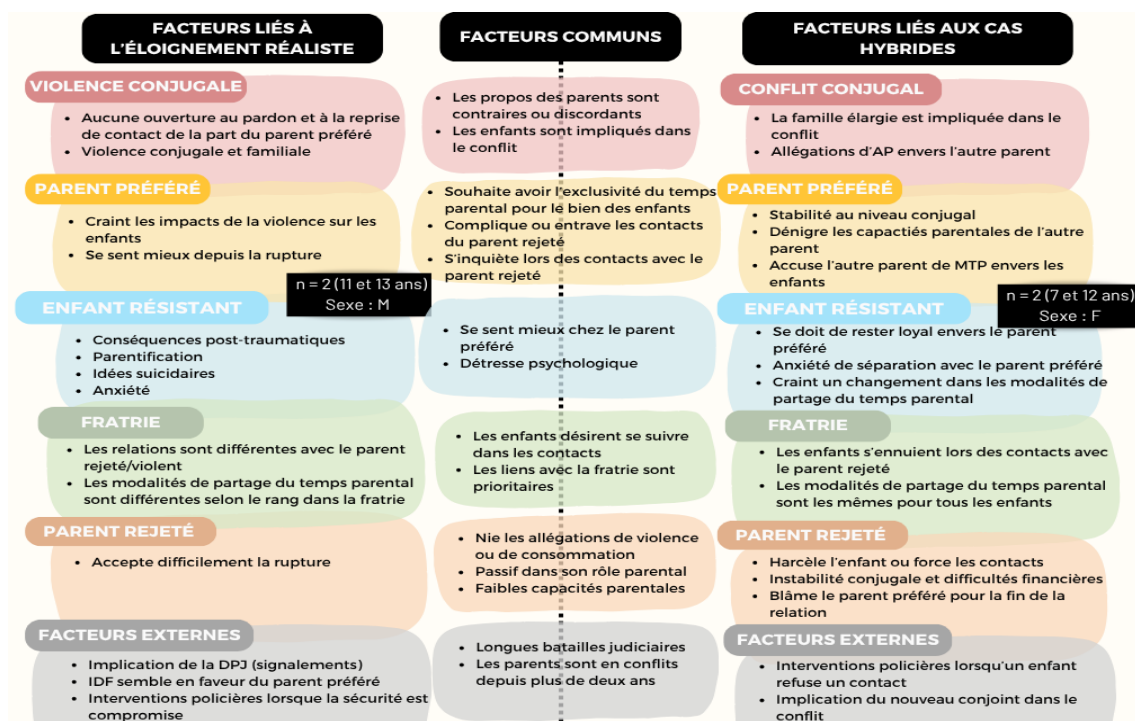 FACTEURS LIÉS À
L'ÉLOIGNEMENT RÉALISTE
VIOLENCE CONJUGALE
• Aucune ouverture au pardon et à la reprise
de contact de la part du parent préféré
• Violence conjugale et familiale
PARENT PRÉFÉRÉ
• Craint les impacts de la violence sur les
enfants
• Se sent mieux depuis la rupture
n = 2 (11 et 13 ans)
Sexe : M
ENFANT RÉSISTANT
• Conséquences post-traumatiques
• Parentification
• Idées suicidaires
• Anxiété
FRATRIE
• Les relations sont différentes avec le parent
rejeté/violent
• Les modalités de partage du temps parental
sont différentes selon le rang dans la fratrie
PARENT REJETÉ
• Accepte difficilement la rupture
FACTEURS EXTERNES
• Implication de la DPJ (signalements)
• IDF semble en faveur du parent préféré
• Interventions policières lorsque la sécurité est
compromise
FACTEURS COMMUNS
• Les propos des parents sont
contraires ou discordants
• Les enfants sont impliqués dans
le conflit
• Souhaite avoir l'exclusivité du temps
parental pour le bien des enfants
• Complique ou entrave les contacts
du parent rejeté
• S'inquiète lors des contacts avec le
parent rejeté
• Se sent mieux chez le parent
préféré
• Détresse psychologique
• Les enfants désirent se suivre
dans les contacts
• Les liens avec la fratrie sont
prioritaires
• Nie les allégations de violence
ou de consommation
• Passif dans son rôle parental
• Faibles capacités parentales
• Longues batailles judiciaires
• Les parents sont en conflits
depuis plus de deux ans
FACTEURS LIÉS AUX CAS
HYBRIDES
CONFLIT CONJUGAL
• La famille élargie est impliquée dans le
conflit
• Allégations d'AP envers l'autre parent
PARENT PRÉFÉRÉ
• Stabilité au niveau conjugal
• Dénigre les capactiés parentales de l'autre
parent
• Accuse l'autre parent de MTP envers les
enfants
n = 2 (7 et 12 ans)
Sexe : F
ENFANT RÉSISTANT
• Se doit de rester loyal envers le parent
préféré
• Anxiété de séparation avec le parent préféré
• Craint un changement dans les modalités de
partage du temps parental
FRATRIE
• Les enfants s'ennuient lors des contacts avec
le parent rejeté
• Les modalités de partage du temps parental
sont les mêmes pour tous les enfants
PARENT REJETÉ
• Harcèle l'enfant ou force les contacts
• Instabilité conjugale et difficultés financières
• Blâme le parent préféré pour la fin de la
relation
FACTEURS EXTERNES
• Interventions policières lorsqu'un enfant
refuse un contact
• Implication du nouveau conjoint dans le
conflit